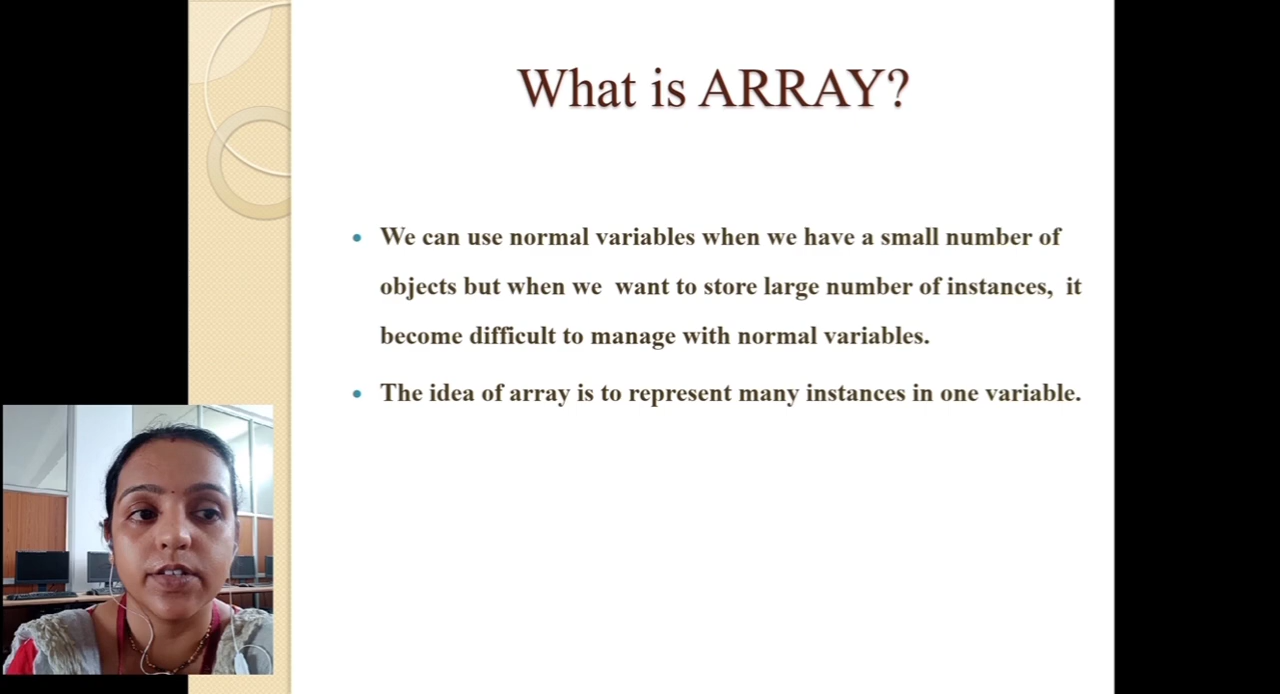 What is ARRAY?
• We can use normal variables when we have a small number of
objects but when we  want to store large number of instances,  it
become difficult to manage with normal variables.
• The idea of array is to represent many instances in one variable.